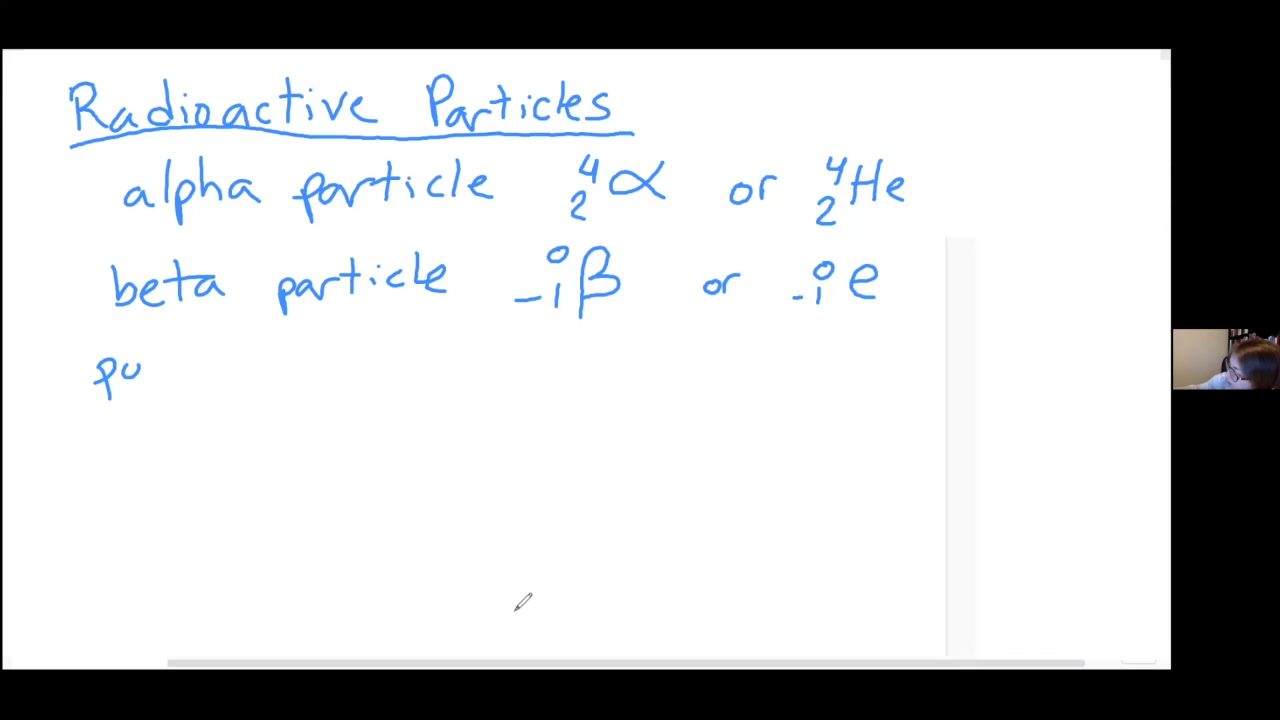 Radioactive Particles
alpha particle ⁴₂α or ⁴₂He
beta particle ⁰₋₁β or ⁰₋₁e
po